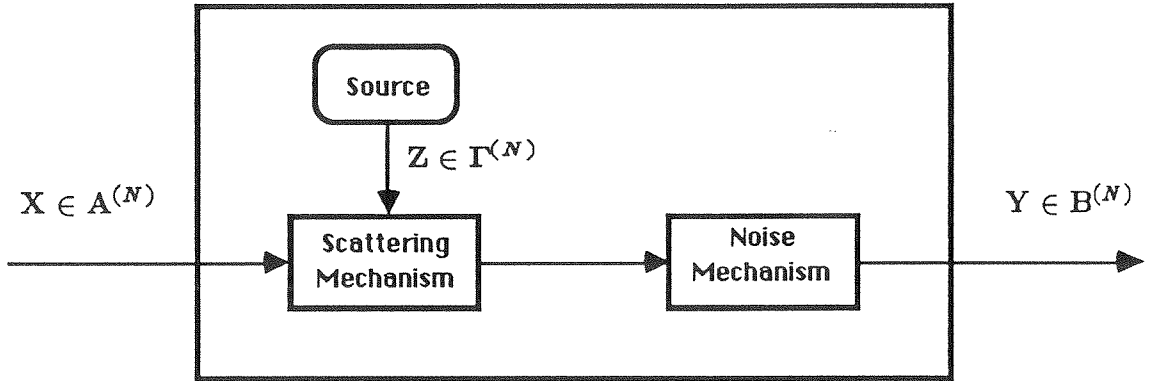 Source
Z ∈ Γ^(N)
X ∈ A^(N)
Y ∈ B^(N)
Scattering
Mechanism
Noise
Mechanism